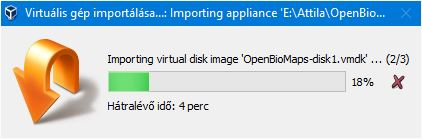 Virtuális gép importálása...: Importing appliance 'E:\Attila\OpenBio...
Importing virtual disk image 'OpenBioMaps-disk1.vmdk' ... (2/3)
18%
Hátralévő idő: 4 perc